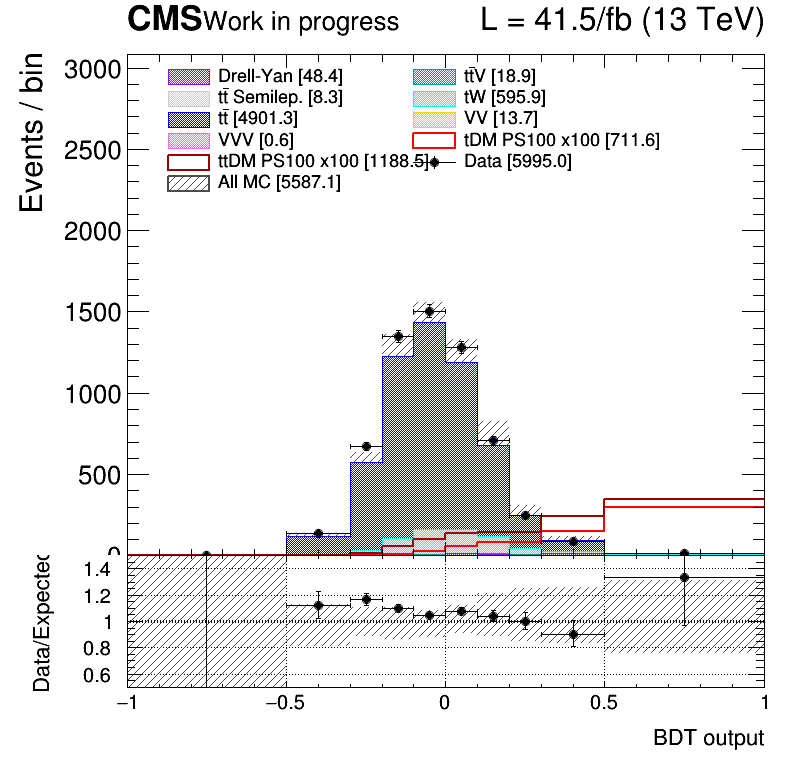 CMS Work in progress L = 41.5/fb (13 TeV)
Events / bin
3000
2500
2000
1500
1000
500
0
Drell-Yan [48.4] tt̄V [18.9]
tt̄ Semilep. [8.3] tW [595.9]
tt̄ [4901.3] VV [13.7]
VVV [0.6] tDM PS100 x100 [711.6]
ttDM PS100 x100 [1188.5] Data [5995.0]
All MC [5587.1]
Data/Expected
1.4
1.2
1
0.8
0.6
−1 −0.5 0 0.5 1
BDT output